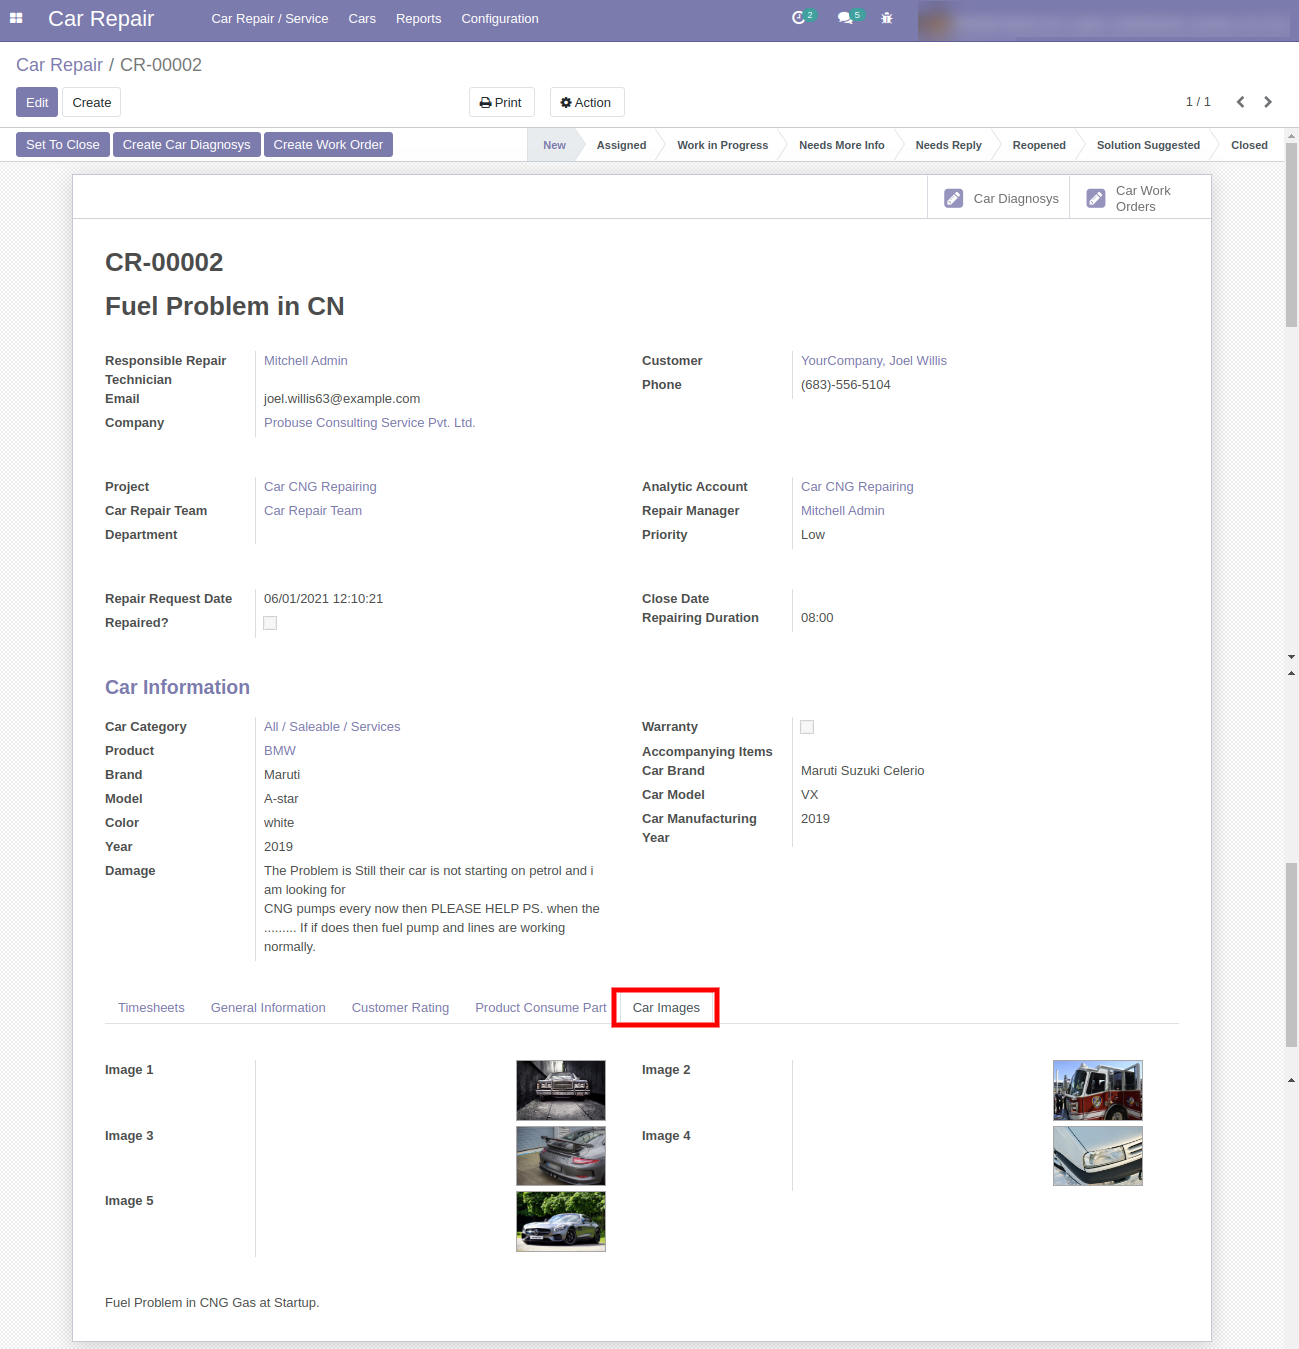 Car Repair Car Repair / Service Cars Reports Configuration 2 5
Car Repair / CR-00002
Edit Create Print Action 1 / 1
Set To Close Create Car Diagnosys Create Work Order New Assigned Work in Progress Needs More Info Needs Reply Reopened Solution Suggested Closed
Car Diagnosys
Car Work
Orders
CR-00002
Fuel Problem in CN
Responsible Repair
Technician
Mitchell Admin
Customer YourCompany, Joel Willis
Phone (683)-556-5104
Email joel.willis63@example.com
Company Probuse Consulting Service Pvt. Ltd.
Project Car CNG Repairing Analytic Account Car CNG Repairing
Car Repair Team Car Repair Team Repair Manager Mitchell Admin
Department Priority Low
Repair Request Date 06/01/2021 12:10:21 Close Date
Repaired? Repairing Duration 08:00
Car Information
Car Category All / Saleable / Services Warranty
Product BMW Accompanying Items
Brand Maruti Car Brand Maruti Suzuki Celerio
Model A-star Car Model VX
Color white Car Manufacturing
Year 2019
Year 2019
Damage The Problem is Still their car is not starting on petrol and i
am looking for
CNG pumps every now then PLEASE HELP PS. when the
......... If if does then fuel pump and lines are working
normally.
Timesheets General Information Customer Rating Product Consume Part Car Images
Image 1 Image 2
Image 3 Image 4
Image 5
Fuel Problem in CNG Gas at Startup.